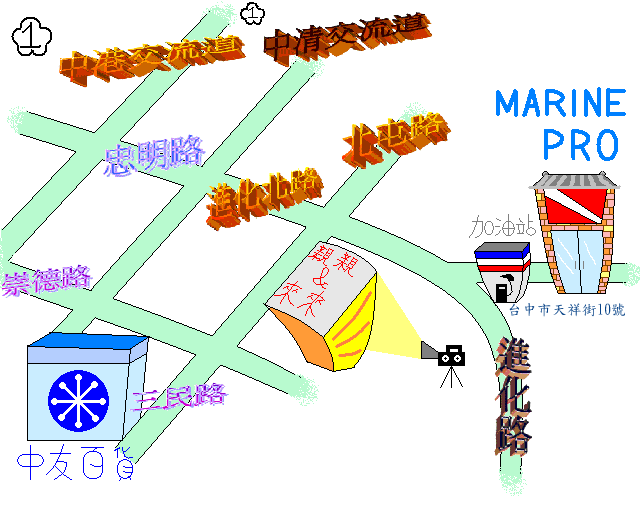 1
1
中港交流道
中清交流道
忠明路
進化北路
北屯路
MARINE
PRO
加油站
台中市天祥街10號
親親
&
來來
崇德路
三民路
中友百貨
進化路